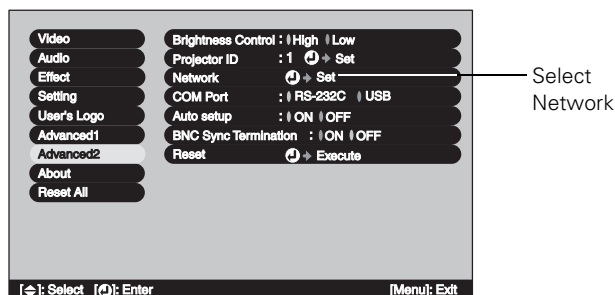 Video
Audio
Effect
Setting
User's Logo
Advanced1
Advanced2
About
Reset All
Brightness Control : High Low
Projector ID : 1 Set
Network Set
COM Port : RS-232C USB
Auto setup : ON OFF
BNC Sync Termination : ON OFF
Reset Execute
Select
Network
[ ]: Select [ ]: Enter [Menu]: Exit